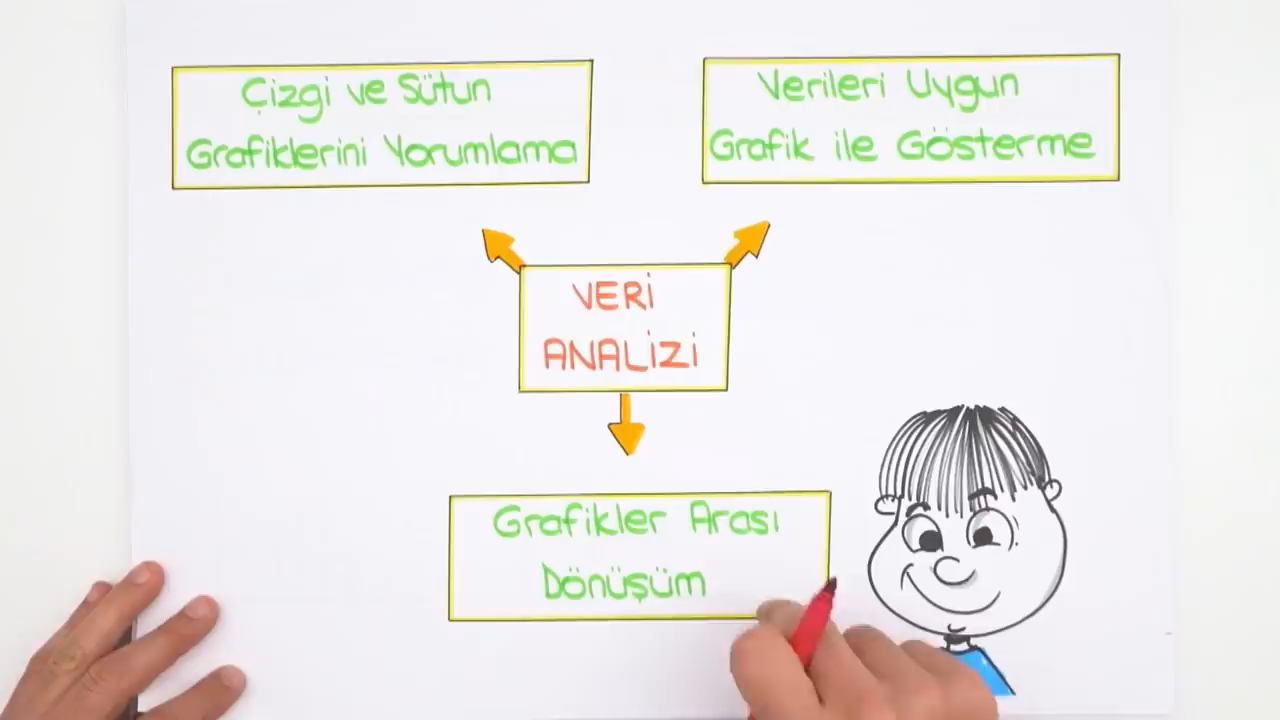 Çizgi ve Sütun
Grafiklerini Yorumlama
Verileri Uygun
Grafik ile Gösterme
VERİ
ANALİZİ
Grafikler Arası
Dönüşüm